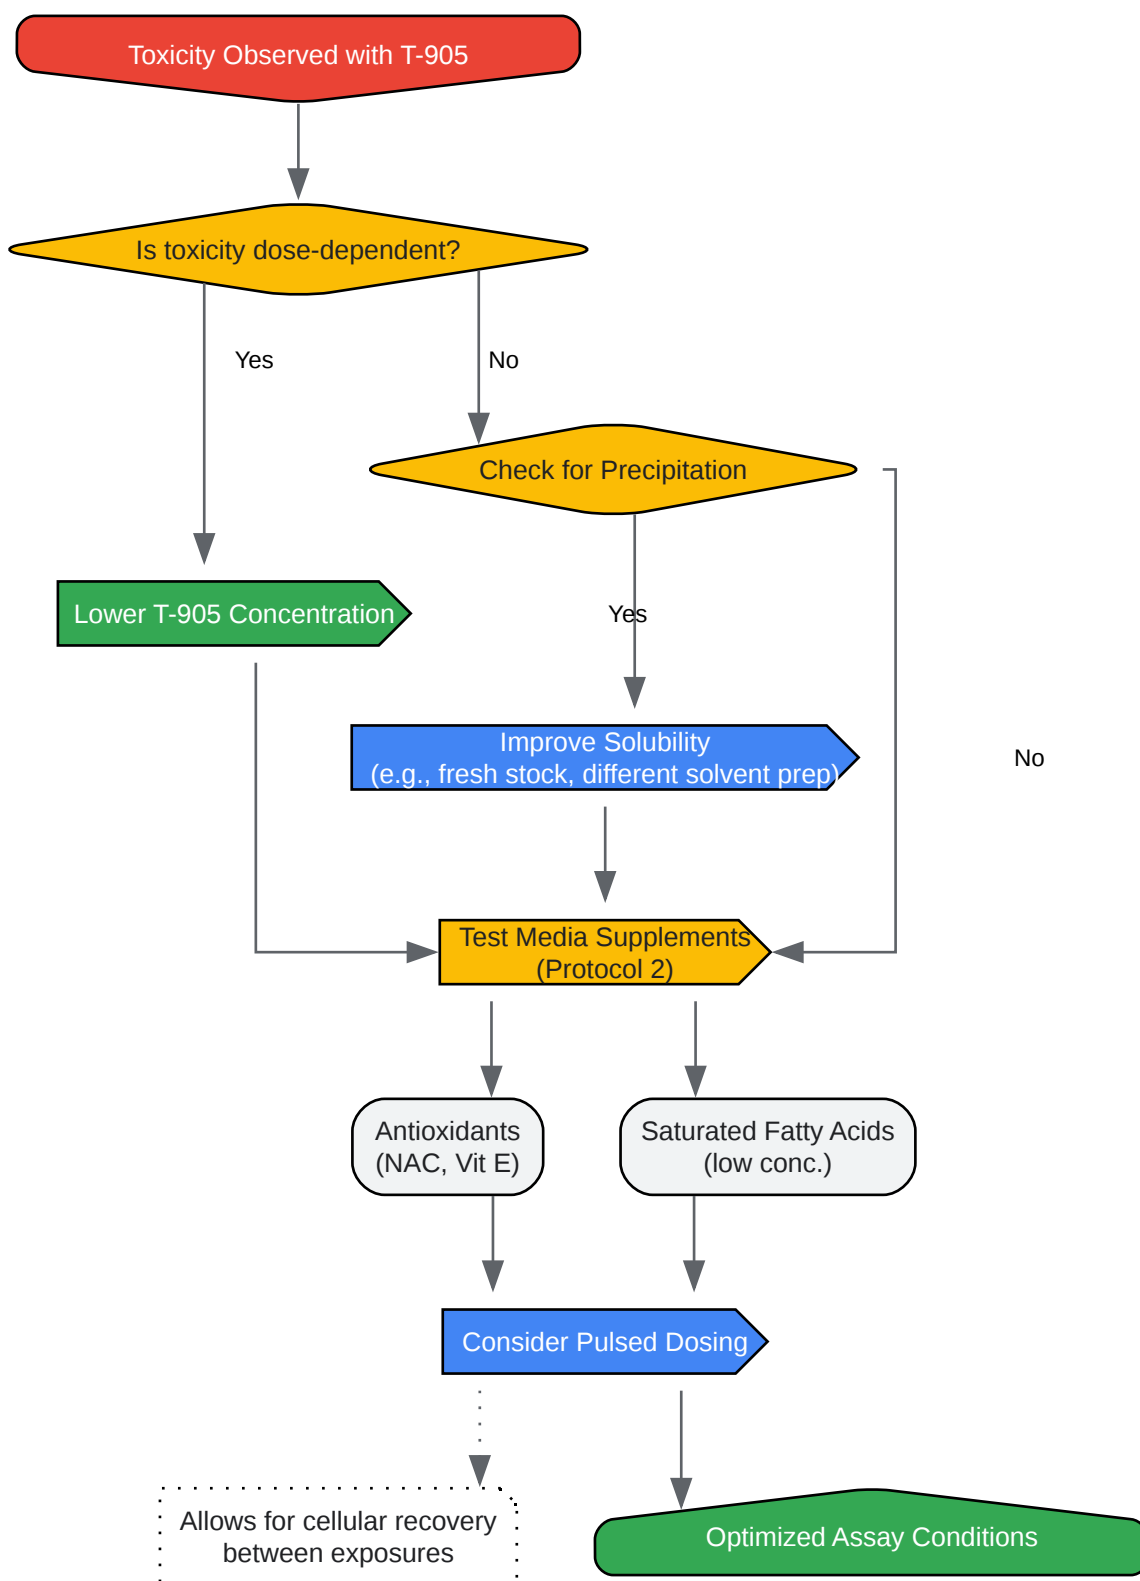 Toxicity Observed with T-905
Is toxicity dose-dependent?
Yes
No
Check for Precipitation
Lower T-905 Concentration
Yes
Improve Solubility
(e.g., fresh stock, different solvent prep)
No
Test Media Supplements
(Protocol 2)
Antioxidants
(NAC, Vit E)
Saturated Fatty Acids
(low conc.)
Consider Pulsed Dosing
Allows for cellular recovery
between exposures
Optimized Assay Conditions